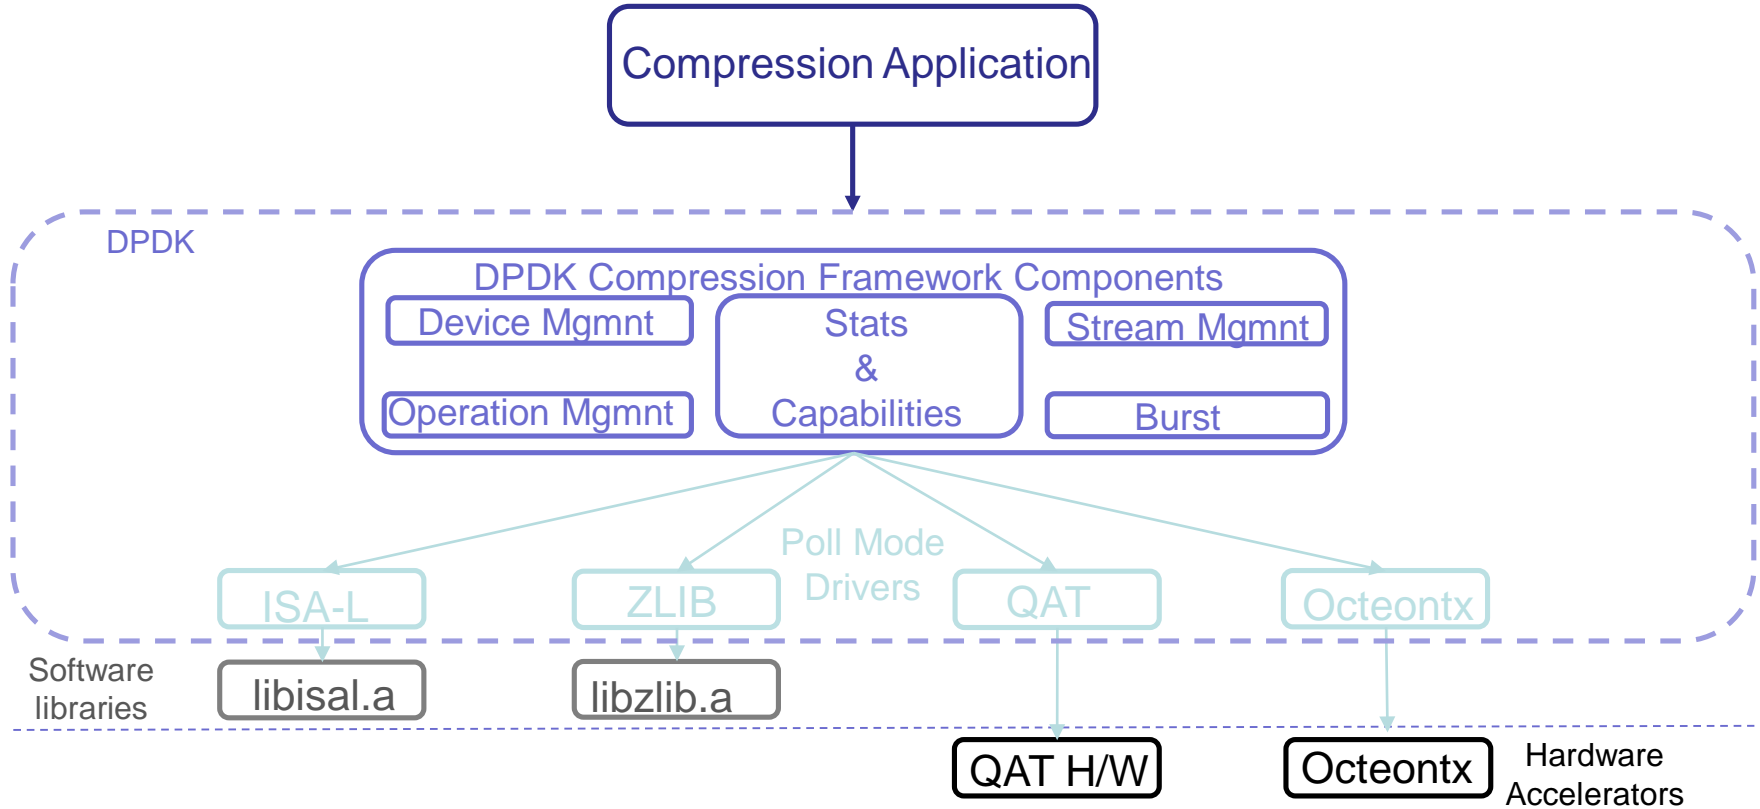 Compression Application
DPDK
DPDK Compression Framework Components
Device Mgmnt
Stats
&
Capabilities
Stream Mgmnt
Operation Mgmnt
Burst
Poll Mode
Drivers
ISA-L
ZLIB
QAT
Octeontx
Software
libraries
libisal.a
libzlib.a
QAT H/W
Octeontx
Hardware
Accelerators